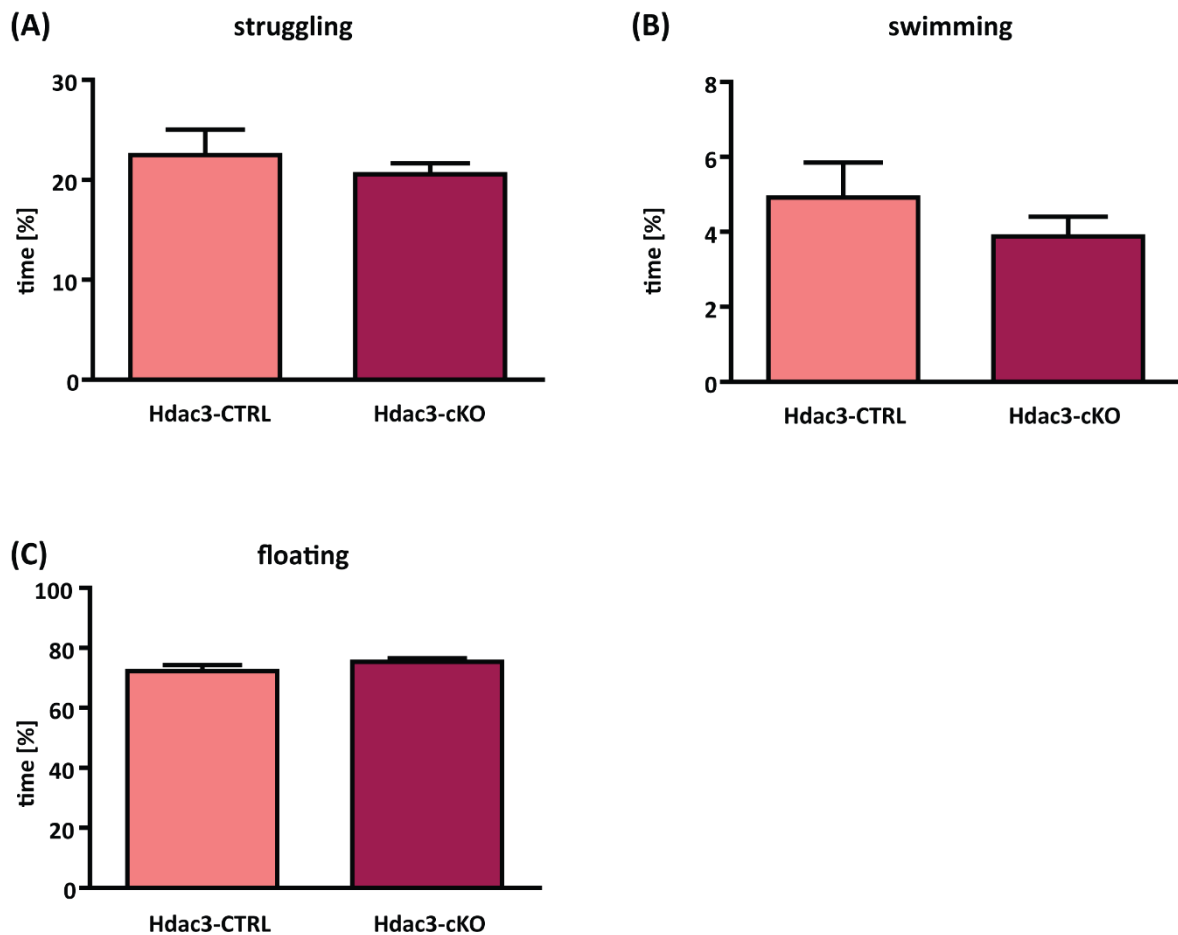 (A)
struggling
30
20
10
0
time [%]
Hdac3-CTRL
Hdac3-cKO
(B)
swimming
8
6
4
2
0
time [%]
Hdac3-CTRL
Hdac3-cKO
(C)
floating
100
80
60
40
20
0
time [%]
Hdac3-CTRL
Hdac3-cKO